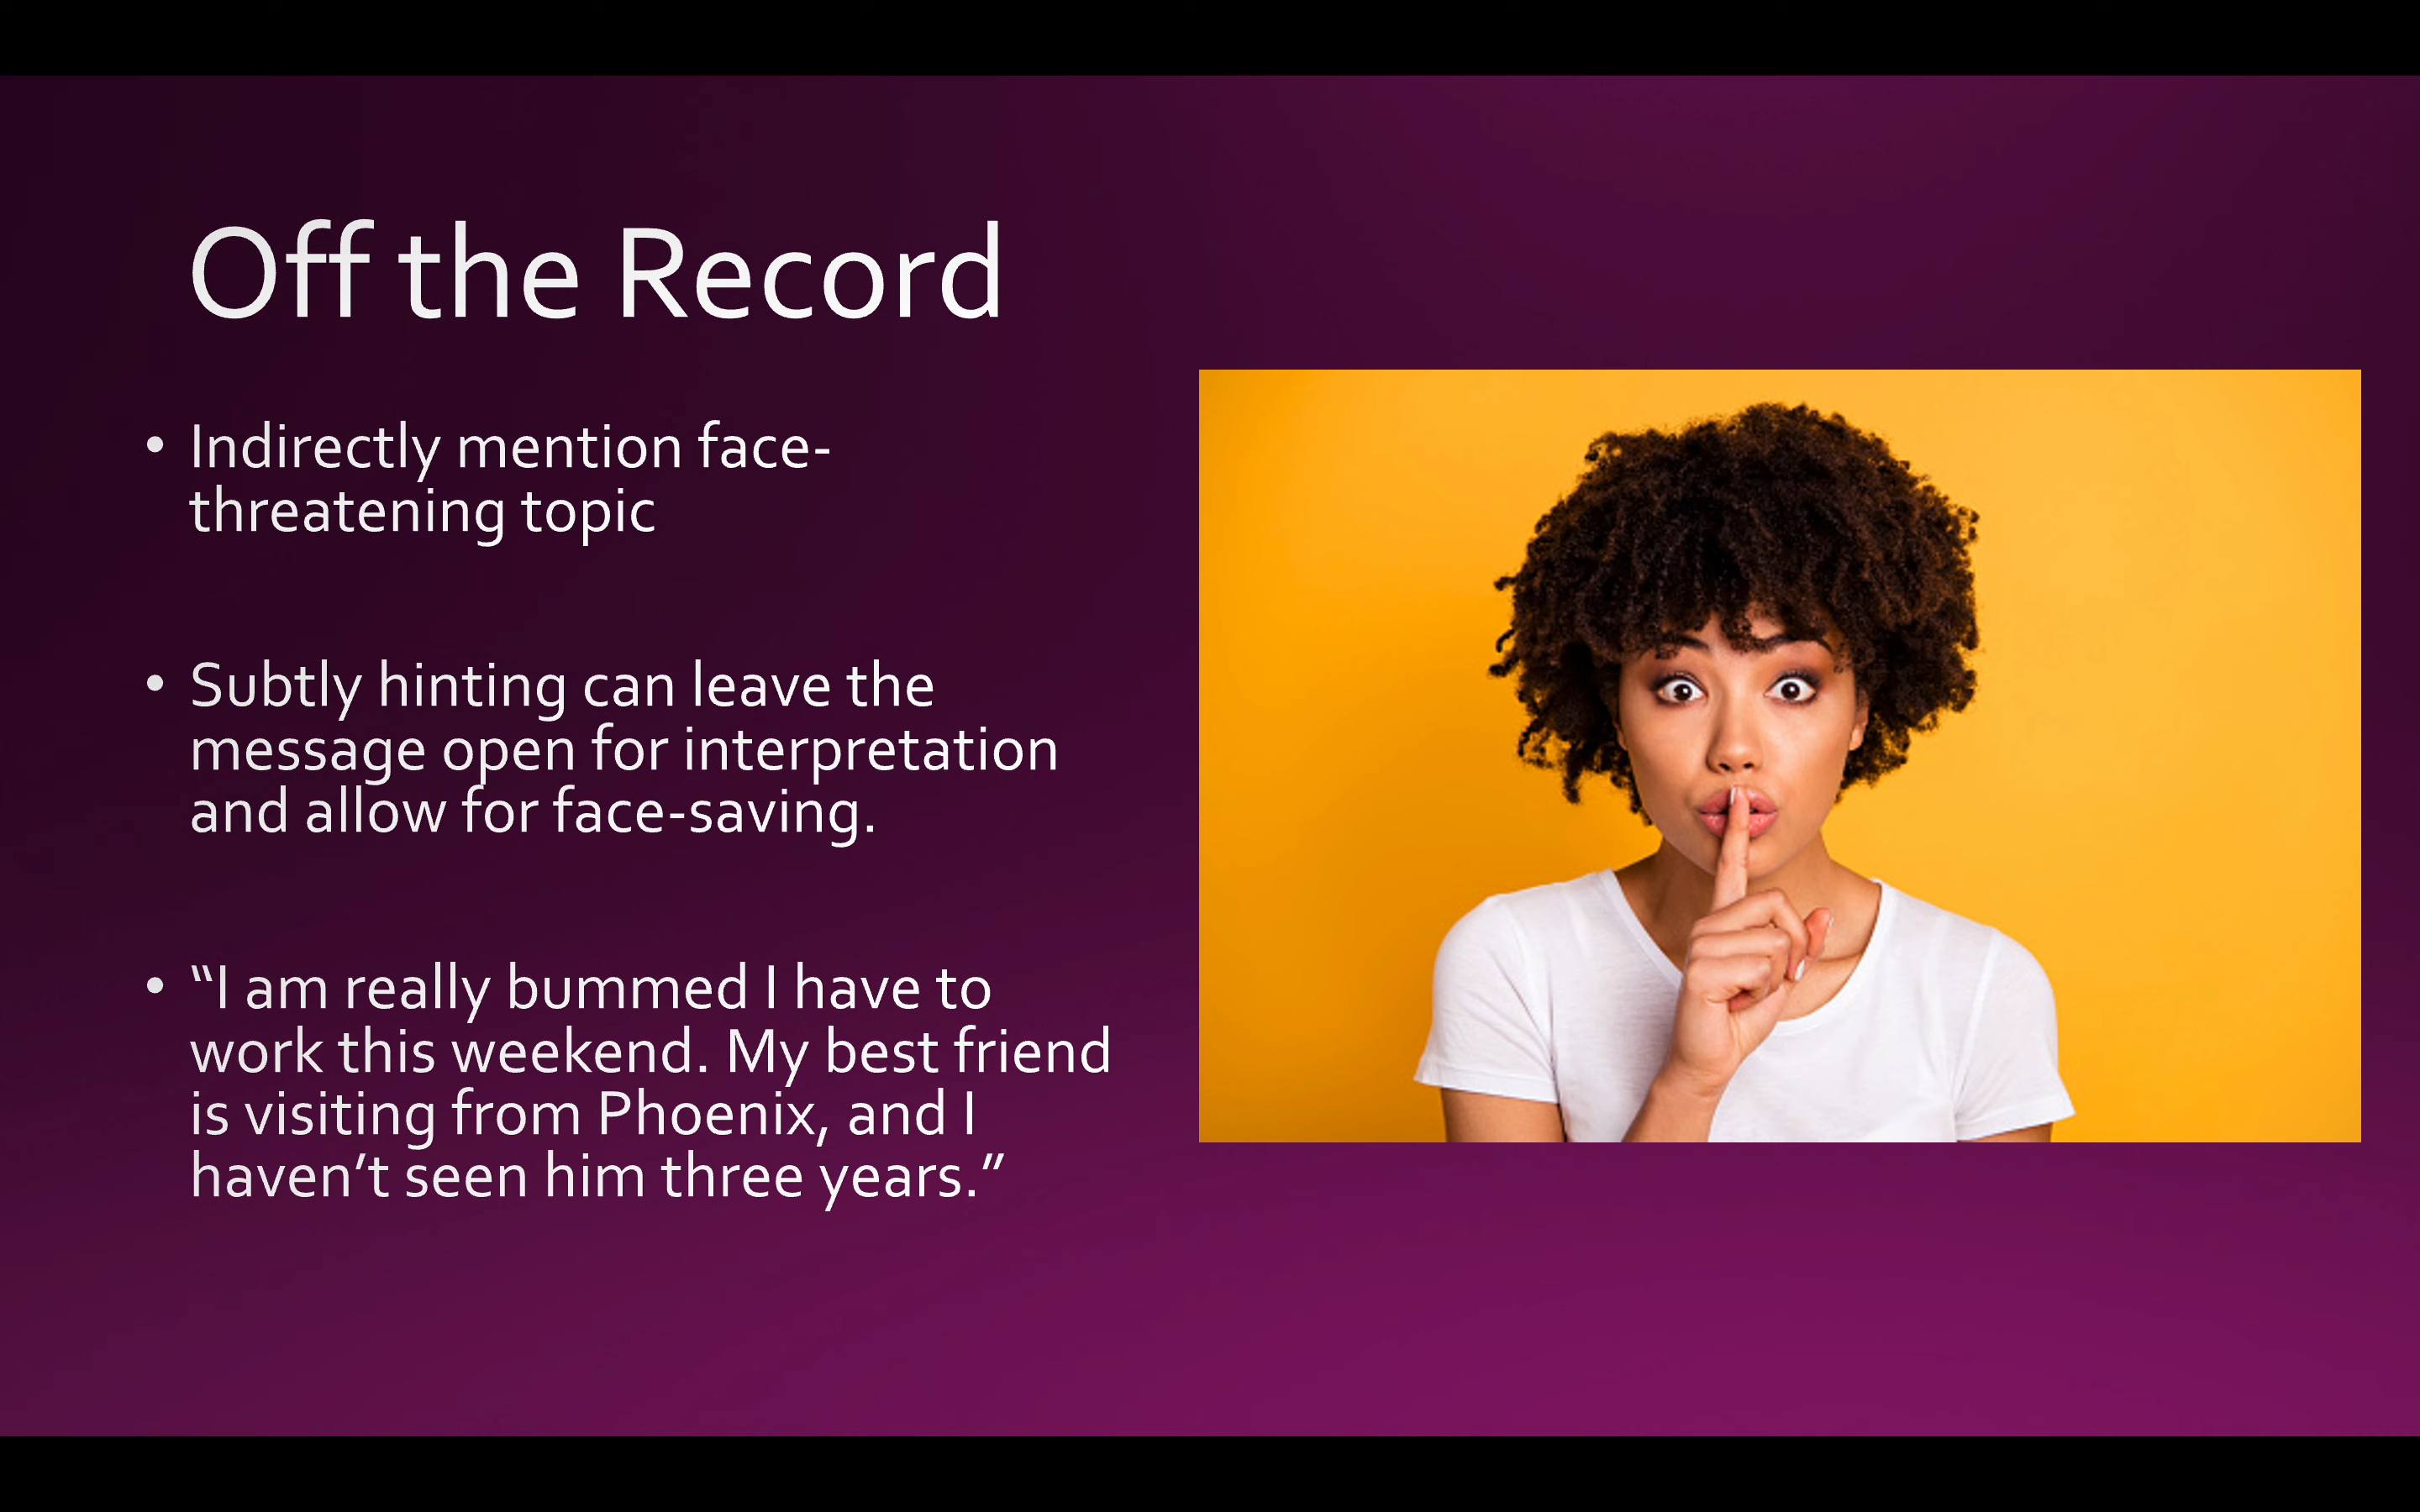 Off the Record
• Indirectly mention face-
threatening topic
• Subtly hinting can leave the
message open for interpretation
and allow for face-saving.
• “I am really bummed I have to
work this weekend. My best friend
is visiting from Phoenix, and I
haven’t seen him three years.”